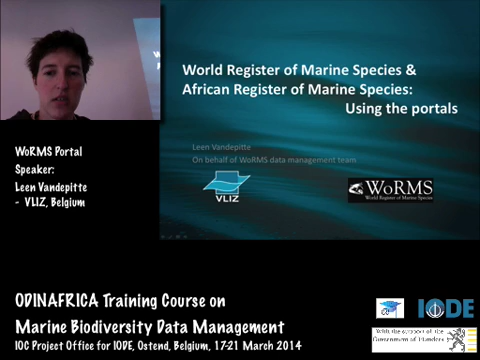 World Register of Marine Species &
African Register of Marine Species:
Using the portals
Leen Vandepitte
On behalf of WoRMS data management team
VLIZ
WoRMS
World Register of Marine Species
WoRMS Portal
Speaker:
Leen Vandepitte
- VLIZ, Belgium
ODINAFRICA Training Course on
Marine Biodiversity Data Management
IOC Project Office for IODE, Ostend, Belgium, 17-21 March 2014
IODE
With the support of the
Government of Flanders